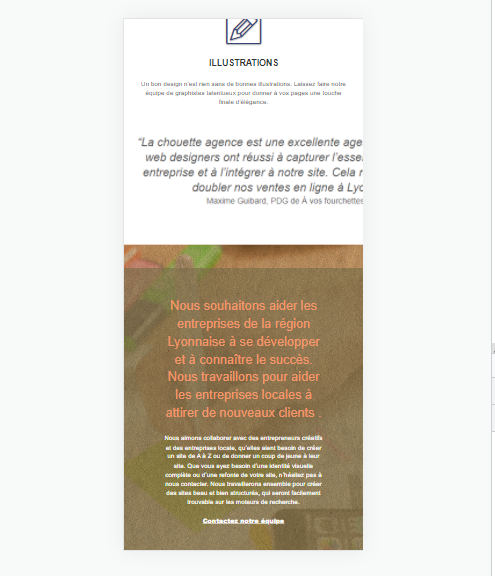 ILLUSTRATIONS
Un bon design n'est rien sans de bonnes illustrations. Laissez faire notre
équipe de graphistes talentueux pour donner à vos pages une touche
finale d'élégance.
“La chouette agence est une excellente age
web designers ont réussi à capturer l'esse
entreprise et à l'intégrer à notre site. Cela
doubler nos ventes en ligne à Lyo
Maxime Guibard, PDG de À vos fourchettes
Nous souhaitons aider les
entreprises de la région
Lyonnaise à se développer
et à connaître le succès.
Nous travaillons pour aider
les entreprises locales à
attirer de nouveaux clients .
Nous aimons collaborer avec des entrepreneurs créatifs
et des entreprises locale, qu'elles aient besoin de créer
un site de A à Z ou de donner un coup de jeune à leur
site. Que vous ayez besoin d'une identité visuelle
complète ou d'une refonte de votre site, n'hésitez pas à
nous contacter. Nous travaillerons ensemble pour créer
des sites beau et bien structurés, qui seront facilement
trouvable sur les moteurs de recherche.
Contactez notre équipe